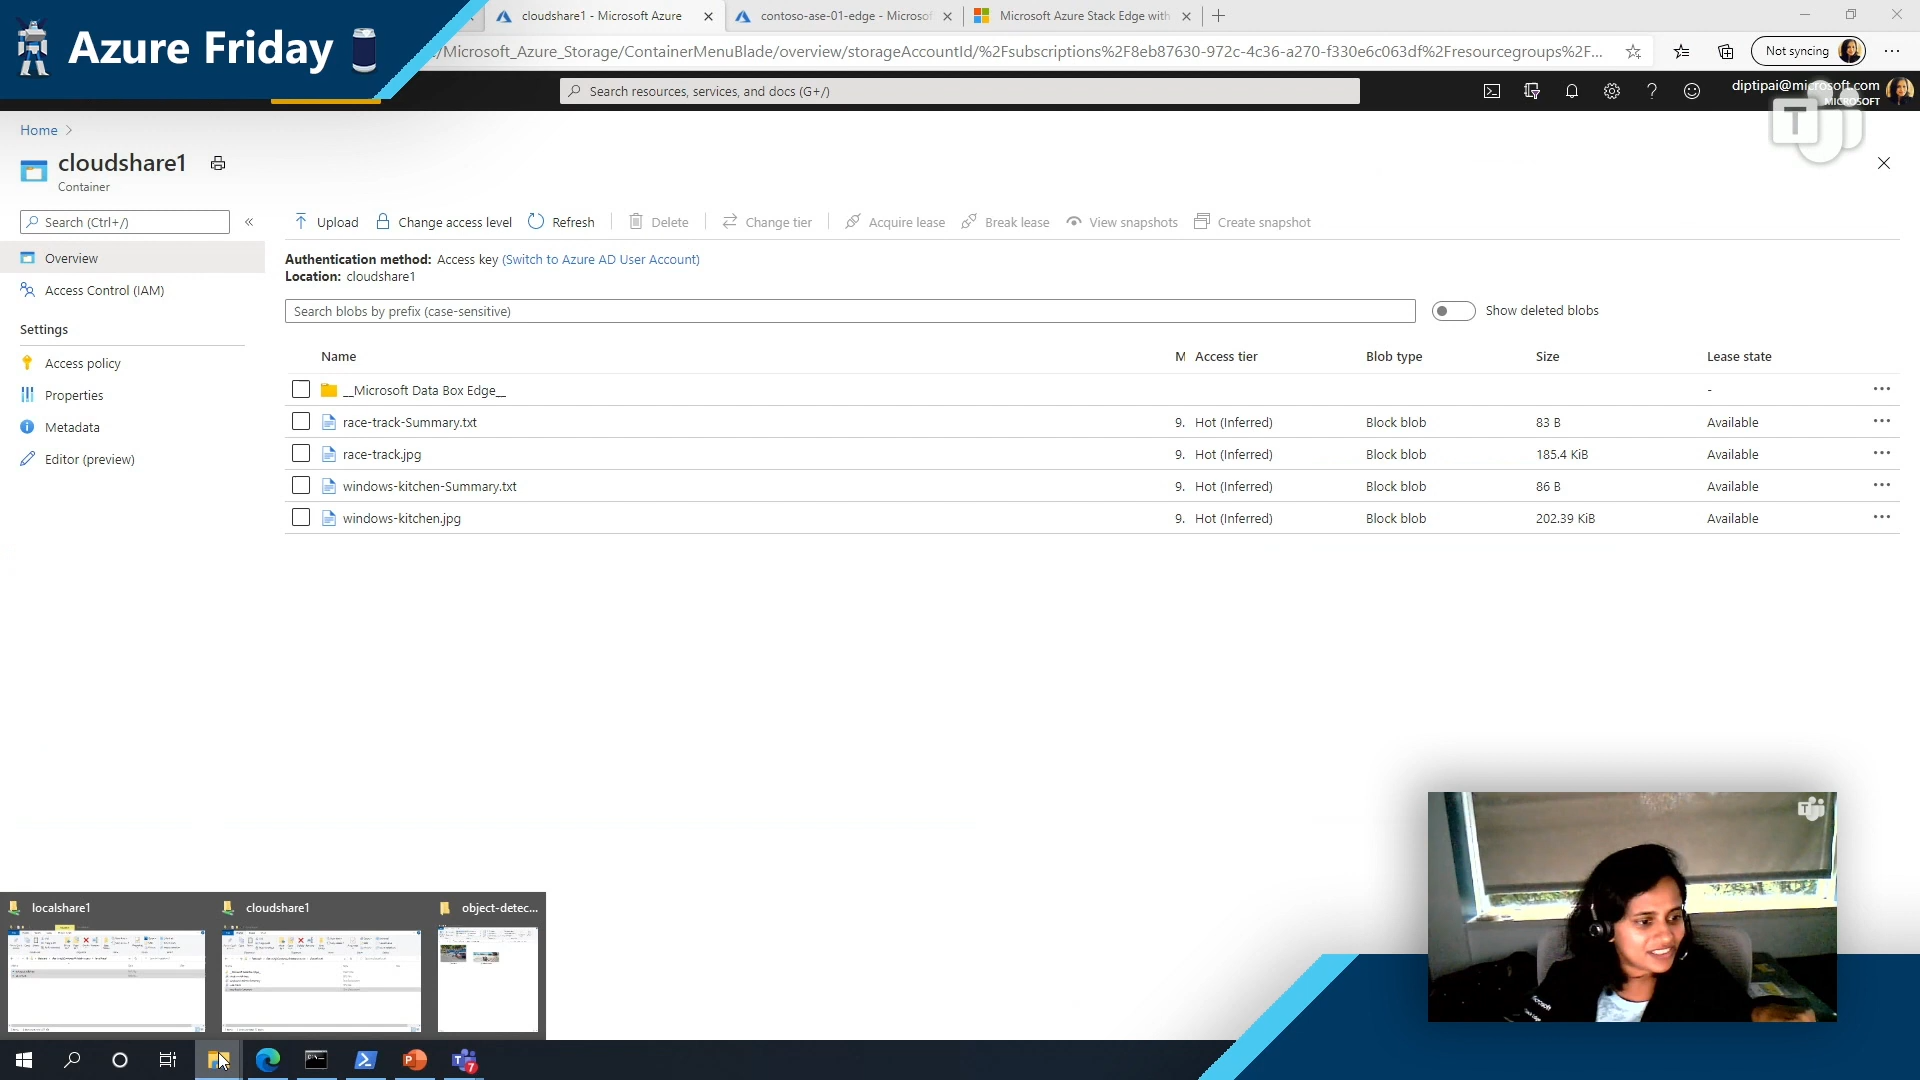 Azure Friday
cloudshare1 - Microsoft Azure
contoso-ase-01-edge - Microsof
Microsoft Azure Stack Edge with
/Microsoft_Azure_Storage/ContainerMenuBlade/overview/storageAccountId/%2Fsubscriptions%2F8eb87630-972c-4c36-a270-f330e6c063df%2Fresourcegroups%2F...
Not syncing
Search resources, services, and docs (G+/)
diptipai@microsoft.com
MICROSOFT
Home
cloudshare1
Container
Search (Ctrl+/)
Overview
Access Control (IAM)
Settings
Access policy
Properties
Metadata
Editor (preview)
Upload
Change access level
Refresh
Delete
Change tier
Acquire lease
Break lease
View snapshots
Create snapshot
Authentication method: Access key (Switch to Azure AD User Account)
Location: cloudshare1
Search blobs by prefix (case-sensitive)
Show deleted blobs
Name M Access tier Blob type Size Lease state
__Microsoft Data Box Edge__ -
race-track-Summary.txt 9. Hot (Inferred) Block blob 83 B Available
race-track.jpg 9. Hot (Inferred) Block blob 185.4 KiB Available
windows-kitchen-Summary.txt 9. Hot (Inferred) Block blob 86 B Available
windows-kitchen.jpg 9. Hot (Inferred) Block blob 202.39 KiB Available
localshare1
cloudshare1
object-detec...
7